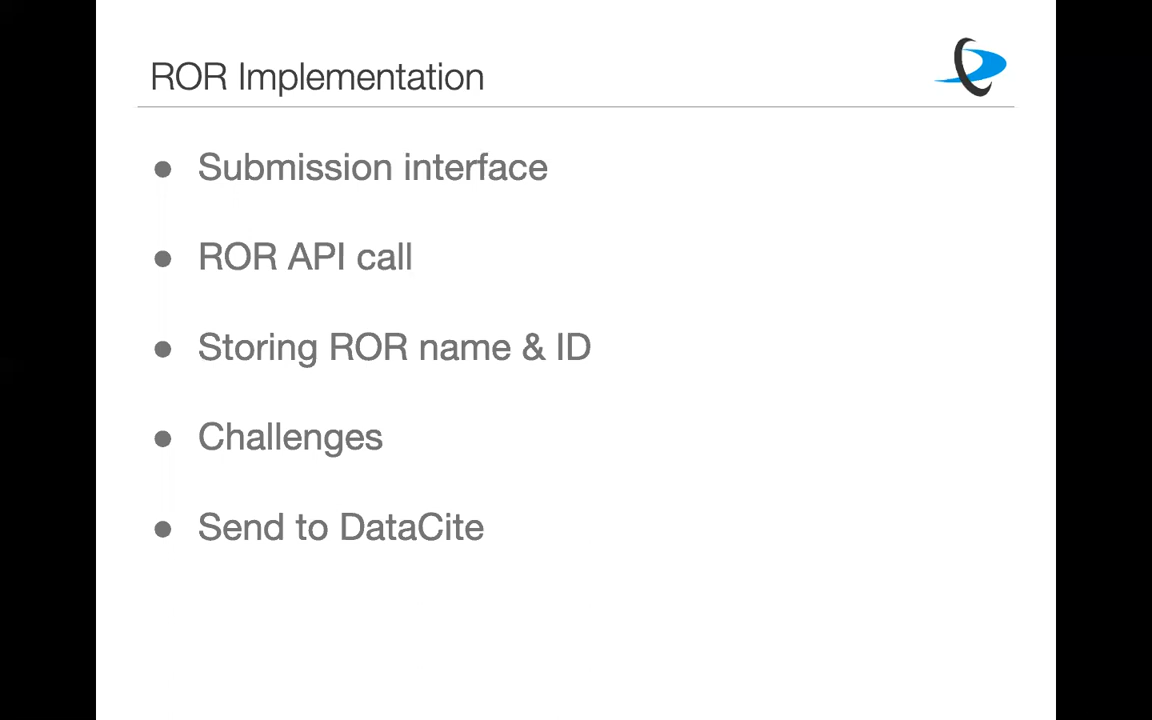 ROR Implementation
● Submission interface
● ROR API call
● Storing ROR name & ID
● Challenges
● Send to DataCite